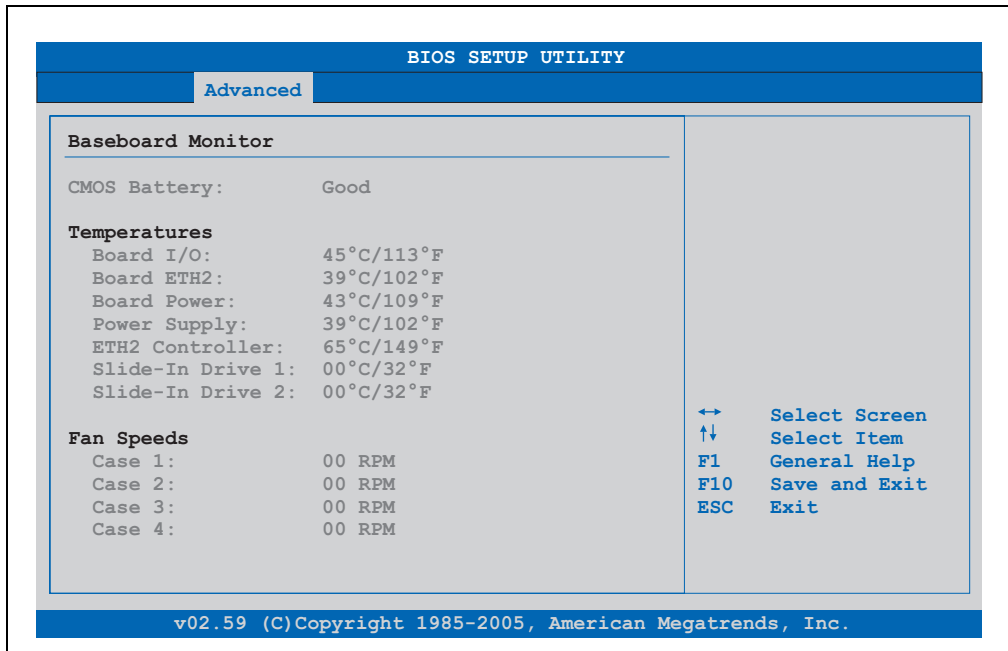 BIOS SETUP UTILITY
Advanced
Baseboard Monitor
CMOS Battery: Good
Temperatures
Board I/O: 45°C/113°F
Board ETH2: 39°C/102°F
Board Power: 43°C/109°F
Power Supply: 39°C/102°F
ETH2 Controller: 65°C/149°F
Slide-In Drive 1: 00°C/32°F
Slide-In Drive 2: 00°C/32°F
Fan Speeds
Case 1: 00 RPM
Case 2: 00 RPM
Case 3: 00 RPM
Case 4: 00 RPM
↔ Select Screen
↑↓ Select Item
F1 General Help
F10 Save and Exit
ESC Exit
v02.59 (C)Copyright 1985-2005, American Megatrends, Inc.